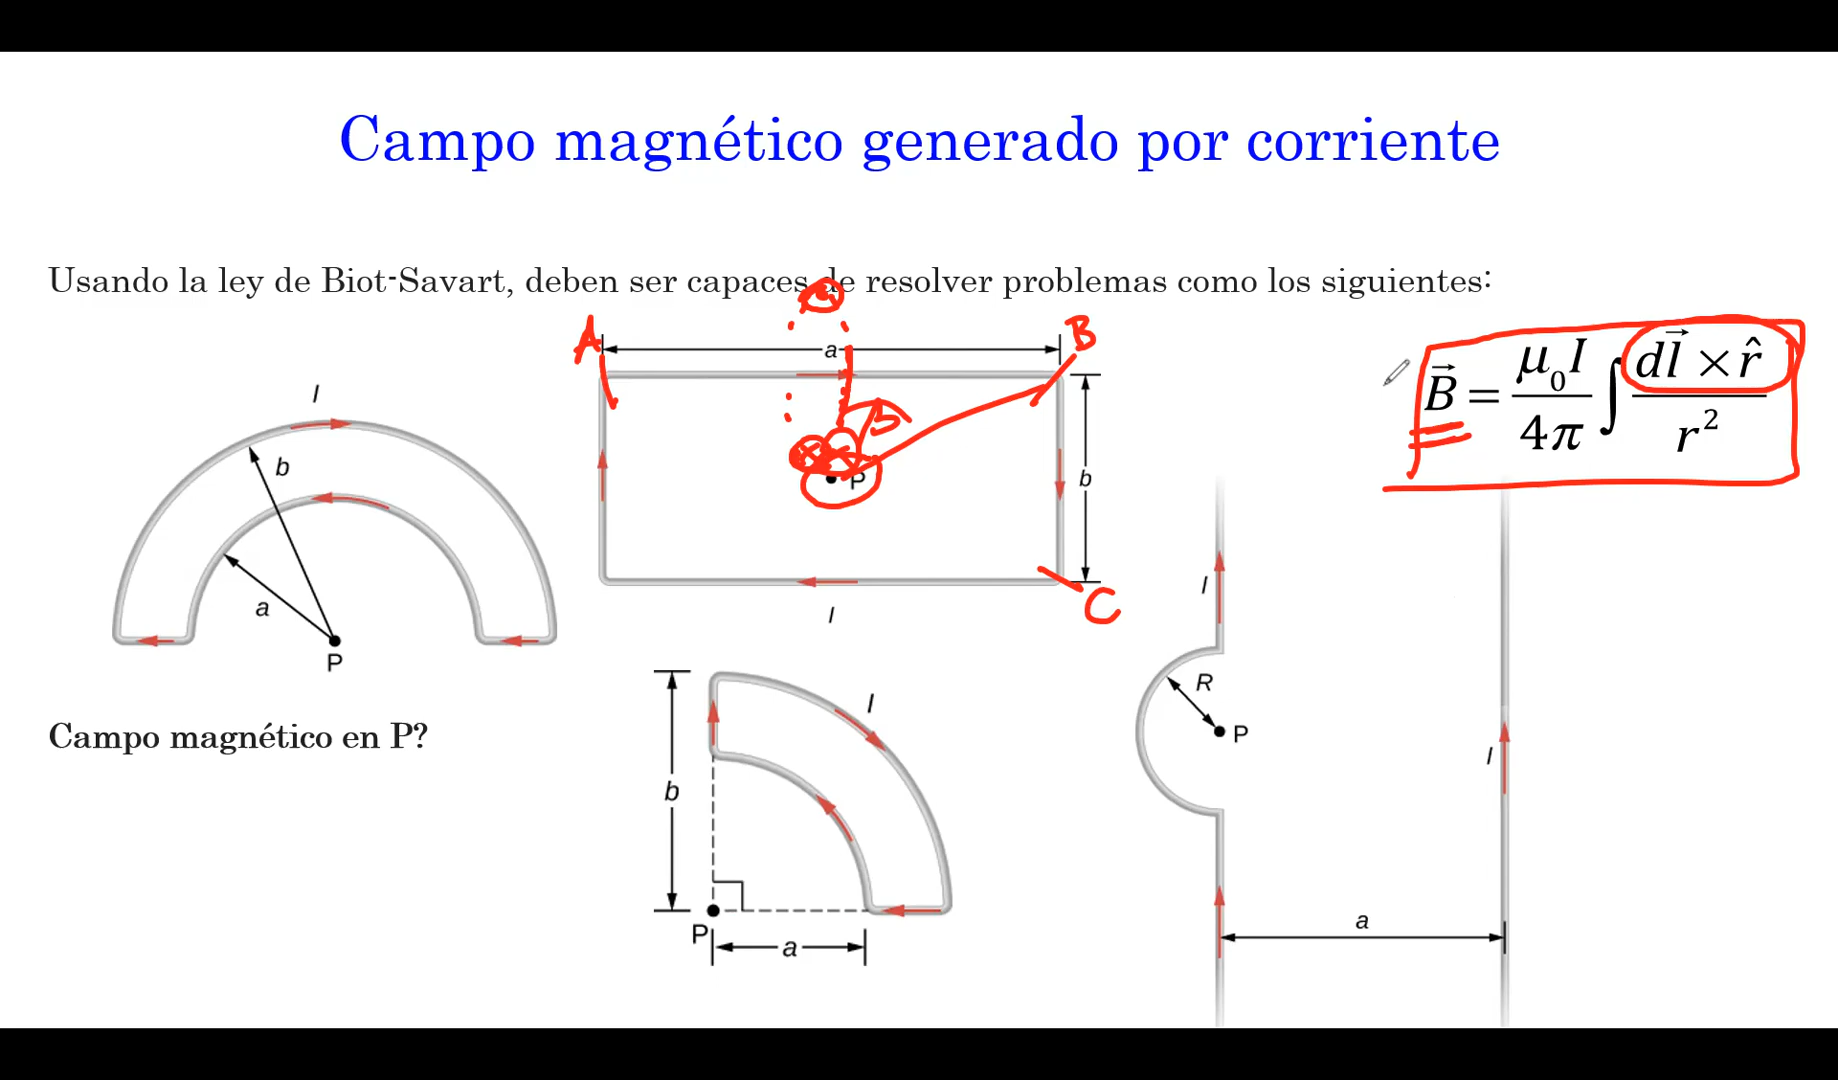 Campo magnético generado por corriente
Usando la ley de Biot-Savart, deben ser capaces de resolver problemas como los siguientes:
A
B
a
I
b
a
P
P
b
I
C
B⃗ = μ₀I/4π ∫ dl⃗ × r̂ / r²
I
R
P
I
a
I
b
P
a
Campo magnético en P?